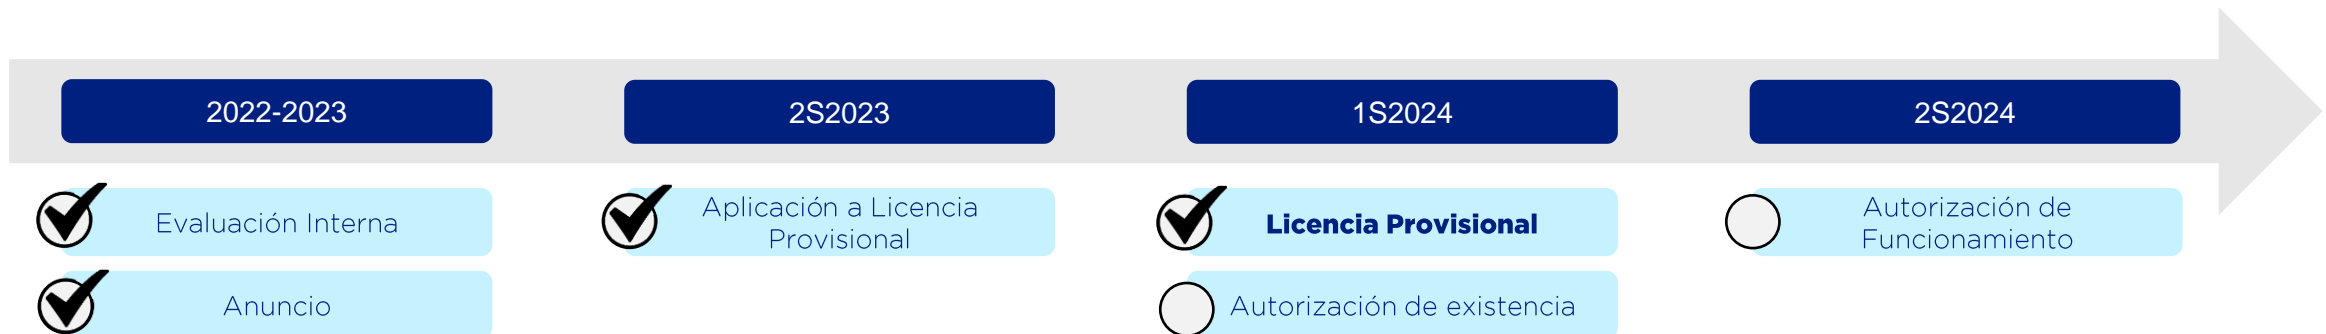 2022-2023
2S2023
1S2024
2S2024
Evaluación Interna
Aplicación a Licencia
Provisional
Licencia Provisional
Autorización de
Funcionamiento
Anuncio
Autorización de existencia